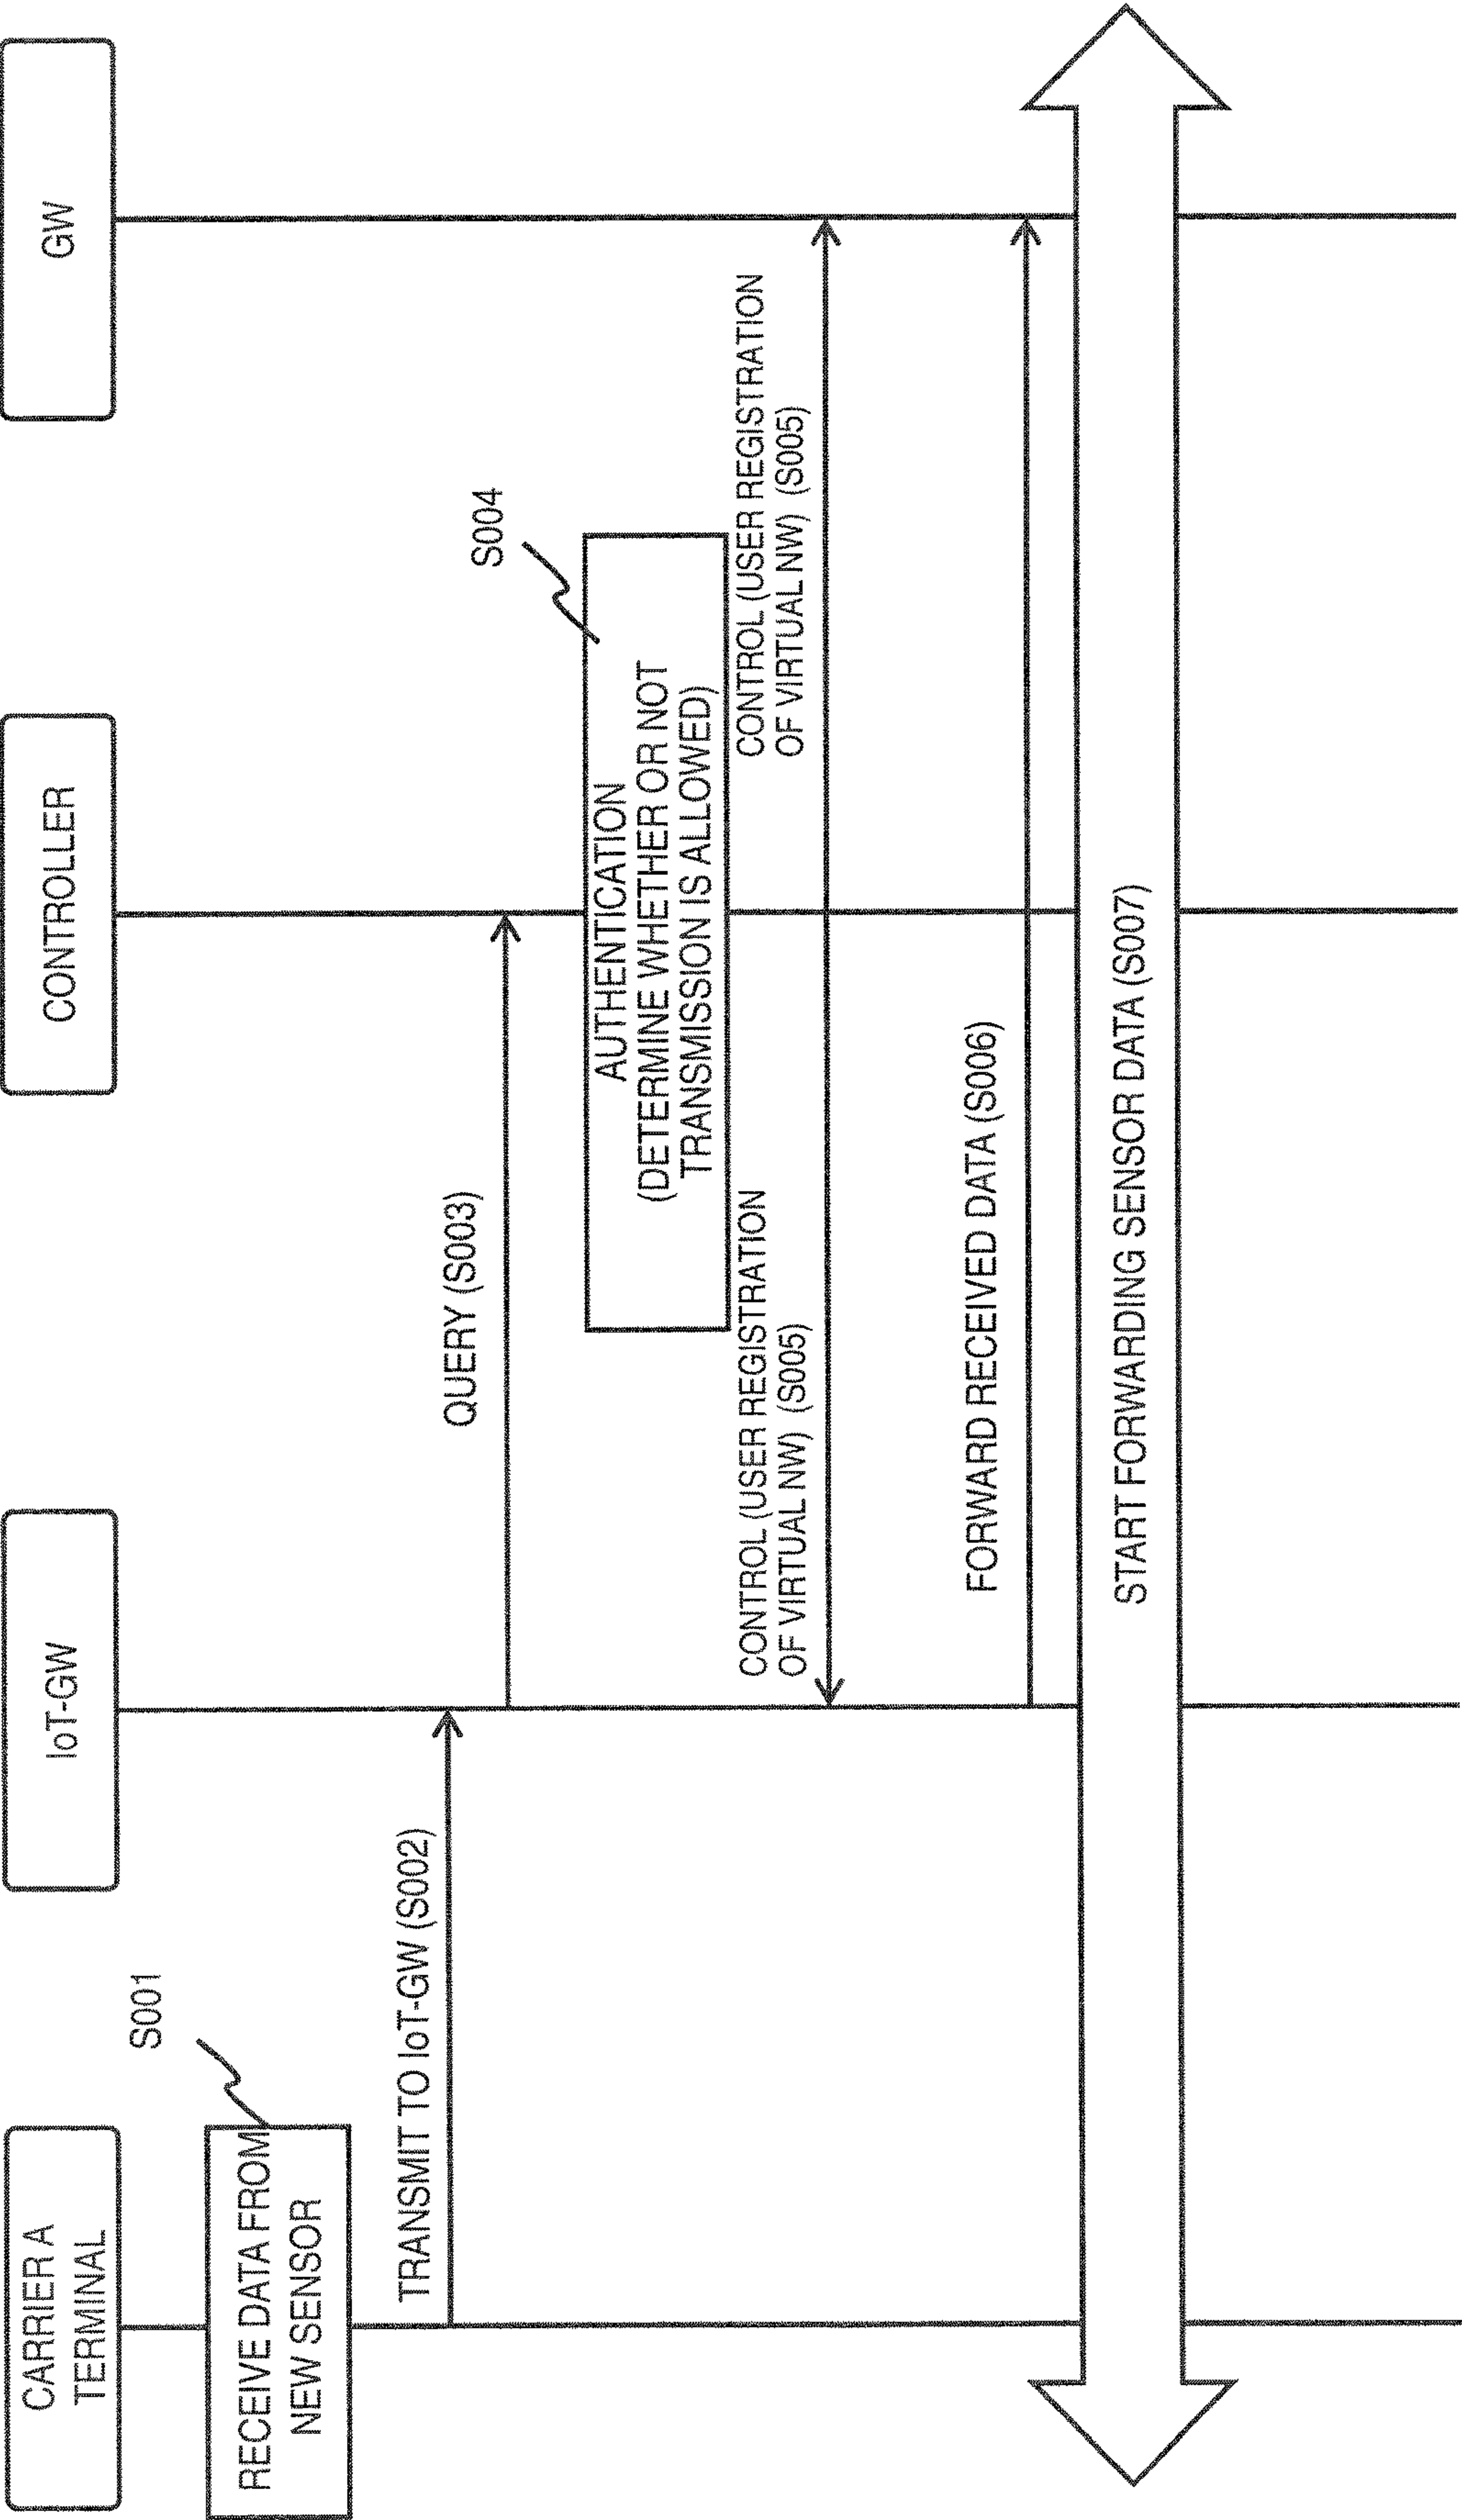 CARRIER A
TERMINAL
IoT-GW
CONTROLLER
GW
S001
RECEIVE DATA FROM
NEW SENSOR
TRANSMIT TO IoT-GW (S002)
QUERY (S003)
S004
AUTHENTICATION
(DETERMINE WHETHER OR NOT
TRANSMISSION IS ALLOWED)
CONTROL (USER REGISTRATION
OF VIRTUAL NW) (S005)
CONTROL (USER REGISTRATION
OF VIRTUAL NW) (S005)
FORWARD RECEIVED DATA (S006)
START FORWARDING SENSOR DATA (S007)